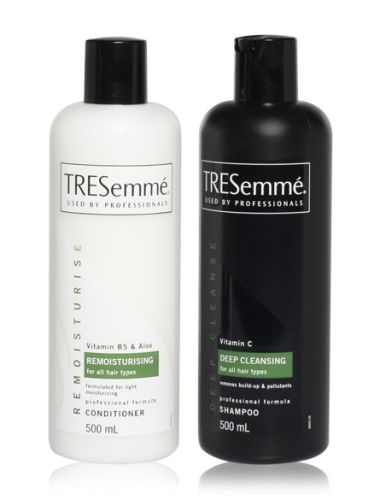 TRESemmé.
USED BY PROFESSIONALS
REMOISTURISE
Vitamin B5 & Aloe
REMOISTURISING
for all hair types
formulated for light
moisturising
professional formula
CONDITIONER
500 mL
TRESemmé.
USED BY PROFESSIONALS
DEEP CLEANSE
Vitamin C
DEEP CLEANSING
for all hair types
removes build-up & pollutants
professional formula
SHAMPOO
500 mL